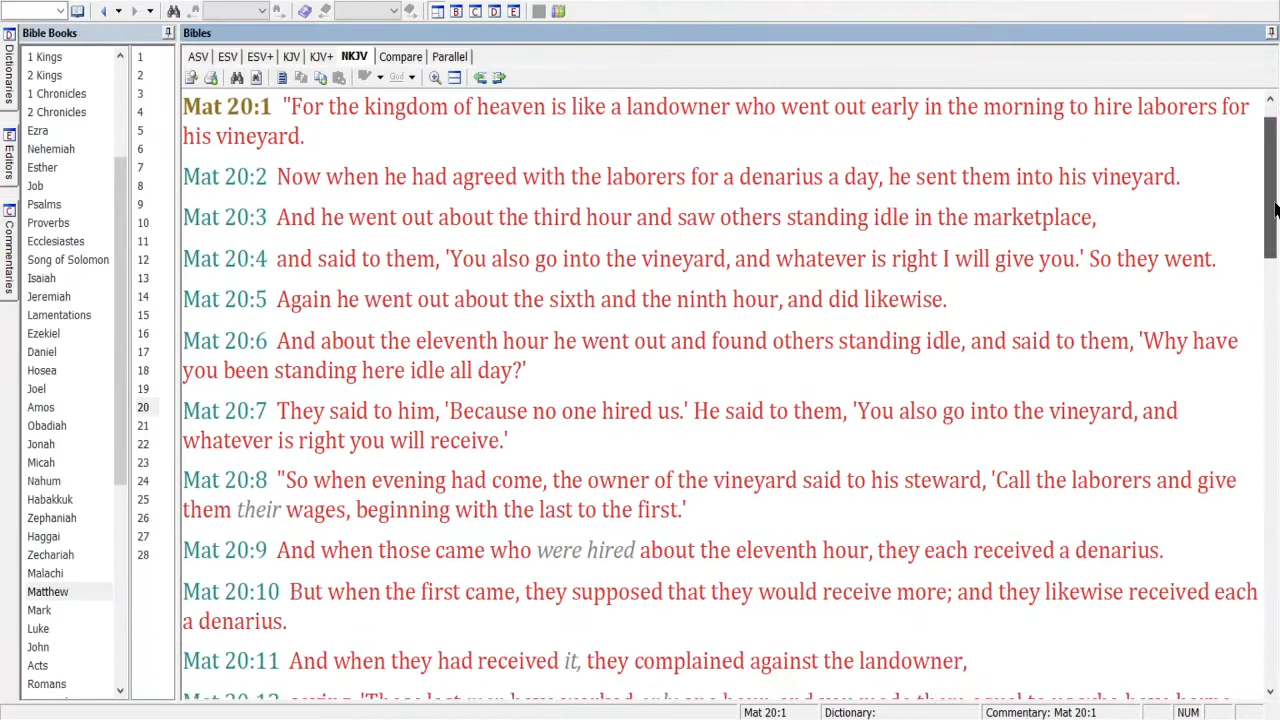 Bible Books
Bibles
Dictionaries
Editors
Commentaries
1 Kings
2 Kings
1 Chronicles
2 Chronicles
Ezra
Nehemiah
Esther
Job
Psalms
Proverbs
Ecclesiastes
Song of Solomon
Isaiah
Jeremiah
Lamentations
Ezekiel
Daniel
Hosea
Joel
Amos
Obadiah
Jonah
Micah
Nahum
Habakkuk
Zephaniah
Haggai
Zechariah
Malachi
Matthew
Mark
Luke
John
Acts
Romans
1
2
3
4
5
6
7
8
9
10
11
12
13
14
15
16
17
18
19
20
21
22
23
24
25
26
27
28
ASV ESV ESV+ KJV KJV+ NKJV Compare Parallel
Mat 20:1 "For the kingdom of heaven is like a landowner who went out early in the morning to hire laborers for
his vineyard.
Mat 20:2 Now when he had agreed with the laborers for a denarius a day, he sent them into his vineyard.
Mat 20:3 And he went out about the third hour and saw others standing idle in the marketplace,
Mat 20:4 and said to them, 'You also go into the vineyard, and whatever is right I will give you.' So they went.
Mat 20:5 Again he went out about the sixth and the ninth hour, and did likewise.
Mat 20:6 And about the eleventh hour he went out and found others standing idle, and said to them, 'Why have
you been standing here idle all day?'
Mat 20:7 They said to him, 'Because no one hired us.' He said to them, 'You also go into the vineyard, and
whatever is right you will receive.'
Mat 20:8 "So when evening had come, the owner of the vineyard said to his steward, 'Call the laborers and give
them their wages, beginning with the last to the first.'
Mat 20:9 And when those came who were hired about the eleventh hour, they each received a denarius.
Mat 20:10 But when the first came, they supposed that they would receive more; and they likewise received each
a denarius.
Mat 20:11 And when they had received it, they complained against the landowner,
Mat 20:1 Dictionary: Commentary: Mat 20:1 NUM